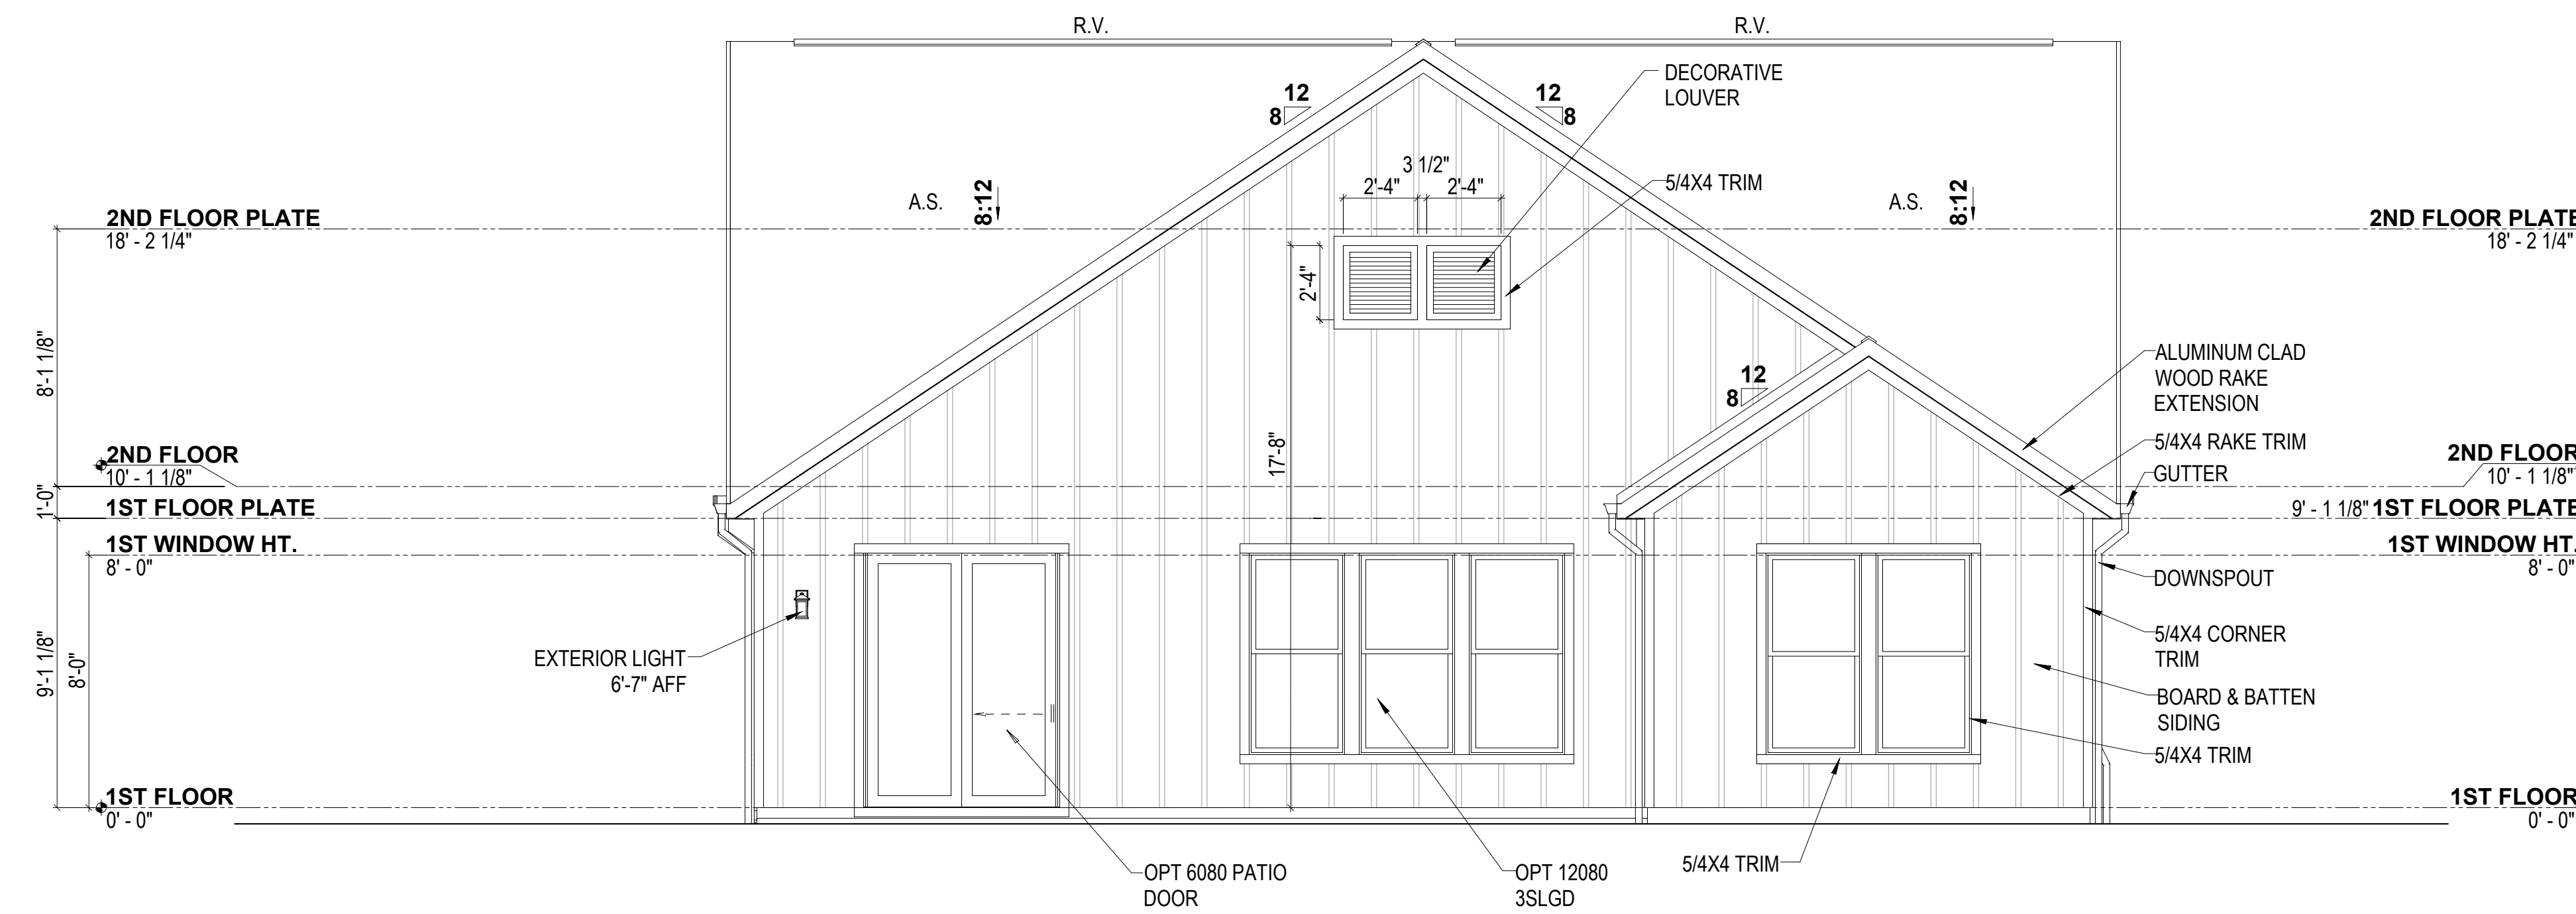 R.V.
R.V.
DECORATIVE
LOUVER
12
8
12
8
3 1/2"
2'-4"
2'-4"
5/4X4 TRIM
A.S.
8:12
A.S.
8:12
2ND FLOOR PLATE
18' - 2 1/4"
2ND FLOOR PLATE
18' - 2 1/4"
2'-4"
8'-1 1/8"
12
8
ALUMINUM CLAD
WOOD RAKE
EXTENSION
17'-8"
5/4X4 RAKE TRIM
GUTTER
2ND FLOOR
10' - 1 1/8"
2ND FLOOR
10' - 1 1/8"
1'-0"
1ST FLOOR PLATE
9' - 1 1/8" 1ST FLOOR PLATE
1ST WINDOW HT.
8' - 0"
1ST WINDOW HT.
8' - 0"
DOWNSPOUT
9'-1 1/8"
8'-0"
EXTERIOR LIGHT
6'-7" AFF
5/4X4 CORNER
TRIM
BOARD & BATTEN
SIDING
5/4X4 TRIM
1ST FLOOR
0' - 0"
1ST FLOOR
0' - 0"
OPT 6080 PATIO
DOOR
OPT 12080
3SLGD
5/4X4 TRIM